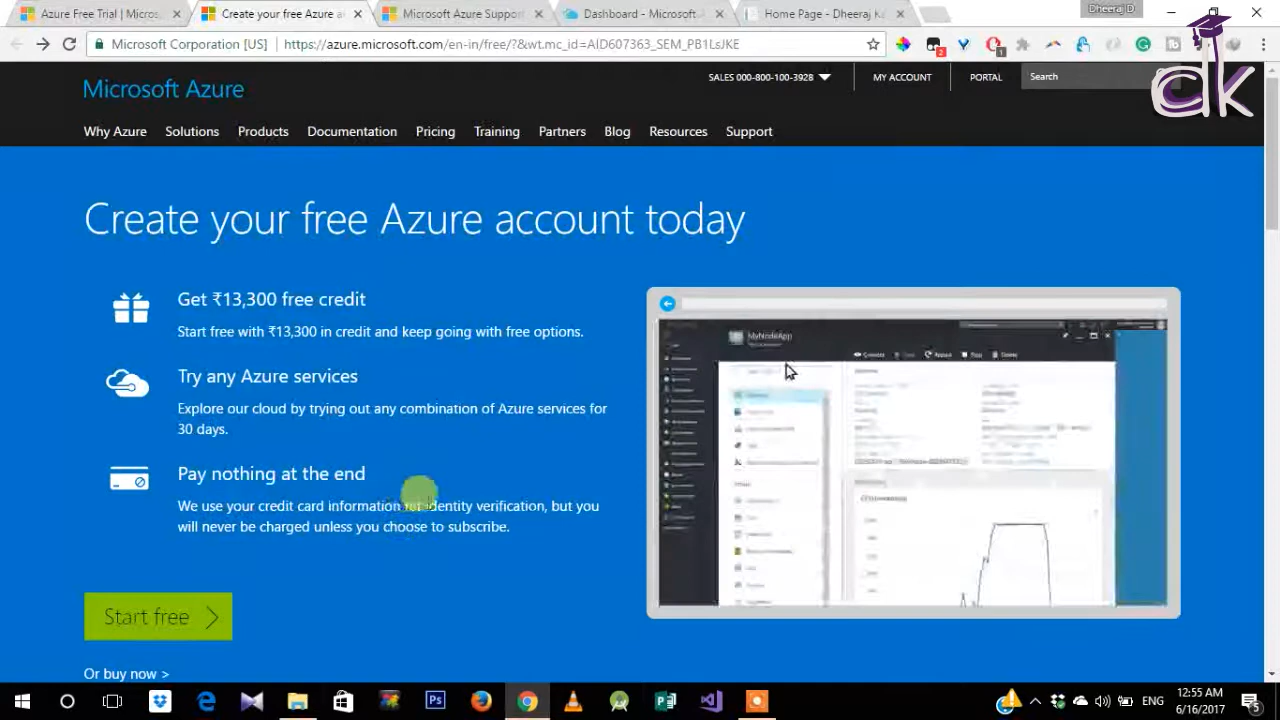 Azure Free Trial | Micros
Create your free Azure a
Microsoft Azure Support
Dashboard - Microsoft
Home Page - Dheeraj K
Dheeraj D
Microsoft Corporation [US]
https://azure.microsoft.com/en-in/free/?&wt.mc_id=AID607363_SEM_PB1LsJKE
Microsoft Azure
SALES 000-800-100-3928
MY ACCOUNT
PORTAL
Search
Why Azure Solutions Products Documentation Pricing Training Partners Blog Resources Support
Create your free Azure account today
Get ₹13,300 free credit
Start free with ₹13,300 in credit and keep going with free options.
Try any Azure services
Explore our cloud by trying out any combination of Azure services for
30 days.
Pay nothing at the end
We use your credit card information for identity verification, but you
will never be charged unless you choose to subscribe.
Start free
Or buy now >
MyNodeApp
ENG
12:55 AM
6/16/2017